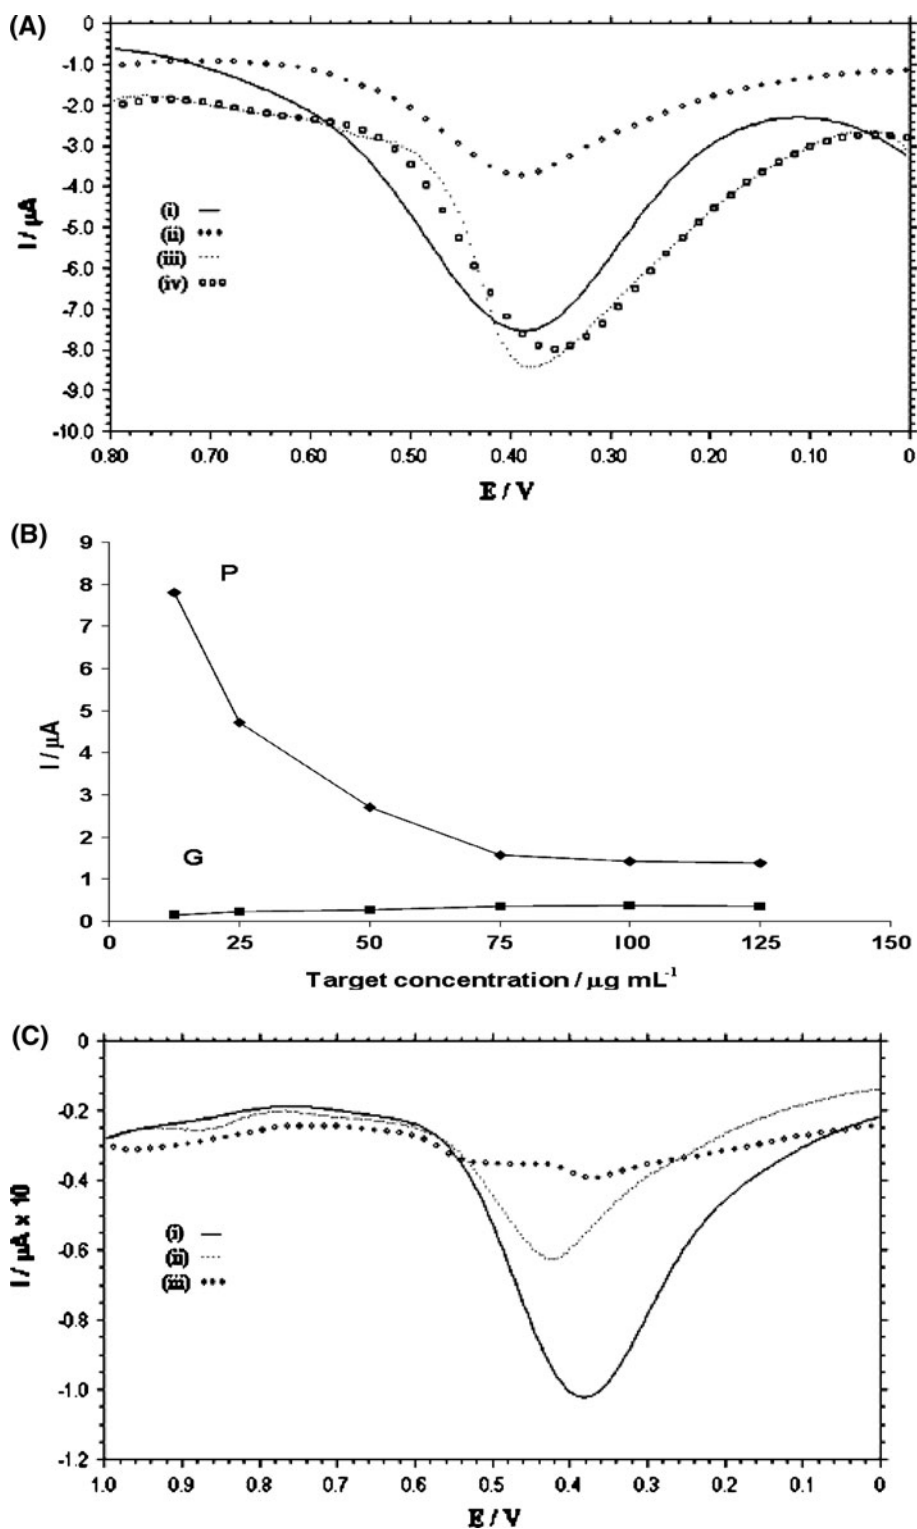 (A)
0
-1.0
-2.0
-3.0
-4.0
-5.0
-6.0
-7.0
-8.0
-9.0
-10.0
I / µA
(i)
(ii)
(iii)
(iv)
0.80 0.70 0.60 0.50 0.40 0.30 0.20 0.10 0
E / V
(B)
9
8
7
6
5
4
3
2
1
0
I / µA
P
G
0 25 50 75 100 125 150
Target concentration / µg mL-1
(C)
0
-0.2
-0.4
-0.6
-0.8
-1.0
-1.2
I / µA × 10
(i)
(ii)
(iii)
1.0 0.9 0.8 0.7 0.6 0.5 0.4 0.3 0.2 0.1 0
E / V